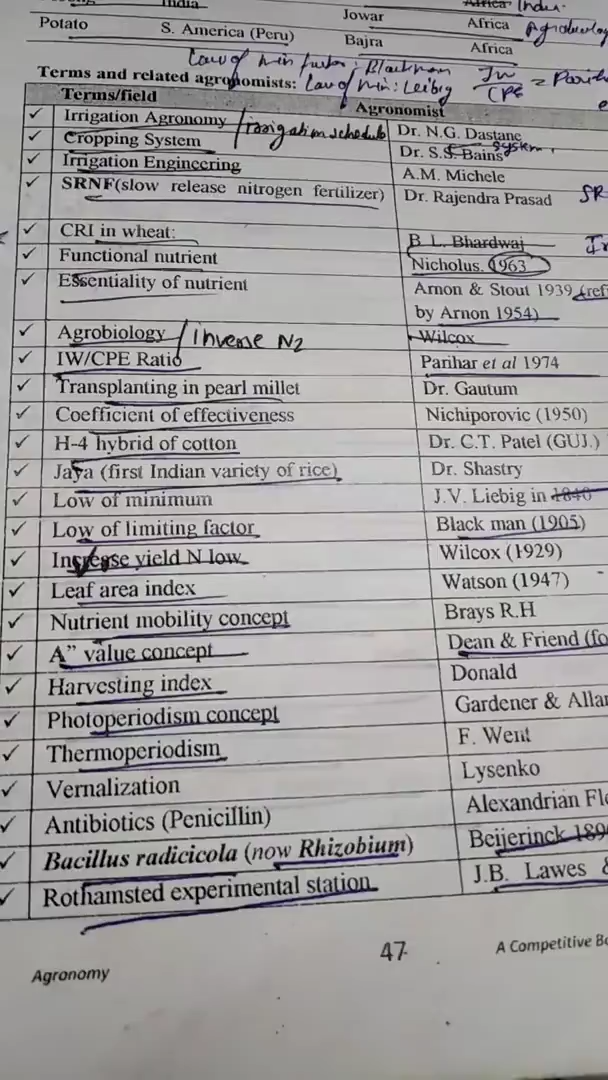 India
Africa Indu.
Jowar Africa Agrobiology
Potato S. America (Peru) Bajra Africa
Law of min factor: Blackman
Terms and related agronomists: Law of min: Leibig IW/CPE = Parih
Terms/field Agronomist
✓ Irrigation Agronomy / irrigation schedule Dr. N.G. Dastane
✓ Cropping System Dr. S.S. Bains system.
✓ Irrigation Engineering A.M. Michele
✓ SRNF(slow release nitrogen fertilizer) Dr. Rajendra Prasad SR
✓ CRI in wheat: B. L. Bhardwaj
✓ Functional nutrient Nicholus. 1963
✓ Essentiality of nutrient Arnon & Stout 1939 (ref
by Arnon 1954)
✓ Agrobiology / Inverse N2 Wilcox
✓ IW/CPE Ratio Parihar et al 1974
✓ Transplanting in pearl millet Dr. Gautum
✓ Coefficient of effectiveness Nichiporovic (1950)
✓ H-4 hybrid of cotton Dr. C.T. Patel (GUJ.)
✓ Jaya (first Indian variety of rice) Dr. Shastry
✓ Low of minimum J.V. Liebig in 1840
✓ Low of limiting factor Black man (1905)
✓ yield N low Wilcox (1929)
✓ Leaf area index Watson (1947)
✓ Nutrient mobility concept Brays R.H
✓ A” value concept Dean & Friend (fo
✓ Harvesting index Donald
✓ Photoperiodism concept Gardener & Allar
✓ Thermoperiodism F. Went
✓ Vernalization Lysenko
✓ Antibiotics (Penicillin) Alexandrian Fl
✓ Bacillus radicicola (now Rhizobium) Beijerinck 189
✓ Rothamsted experimental station J.B. Lawes &
47 A Competitive Bo
Agronomy